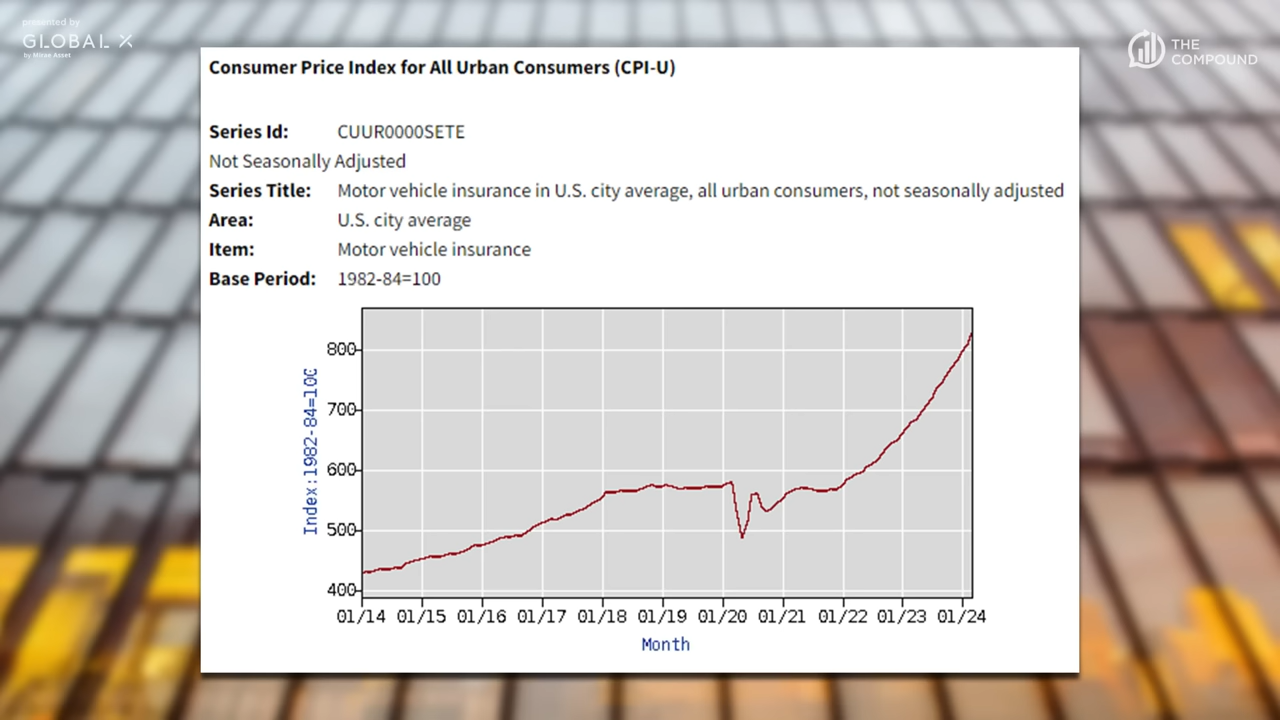 presented by
GLOBAL X
by Mirae Asset
THE
COMPOUND
Consumer Price Index for All Urban Consumers (CPI-U)
Series Id: CUUR0000SETE
Not Seasonally Adjusted
Series Title: Motor vehicle insurance in U.S. city average, all urban consumers, not seasonally adjusted
Area: U.S. city average
Item: Motor vehicle insurance
Base Period: 1982-84=100
800
700
600
500
400
Index:1982-84=100
01/14 01/15 01/16 01/17 01/18 01/19 01/20 01/21 01/22 01/23 01/24
Month